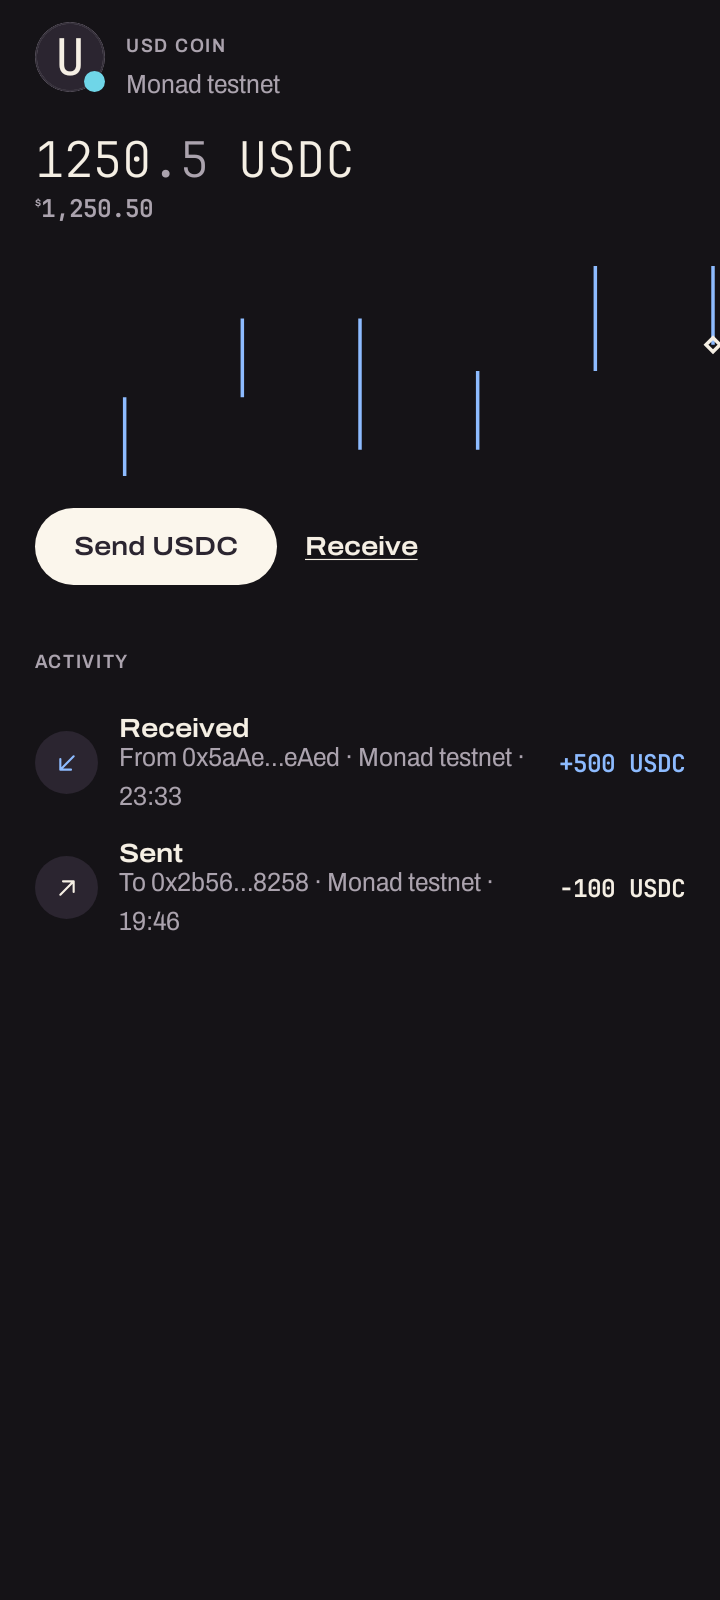 U
USD COIN
Monad testnet
1250.5 USDC
$1,250.50
Send USDC
Receive
ACTIVITY
Received
From 0x5aAe...eAed · Monad testnet ·
23:33
+500 USDC
Sent
To 0x2b56...8258 · Monad testnet ·
19:46
-100 USDC